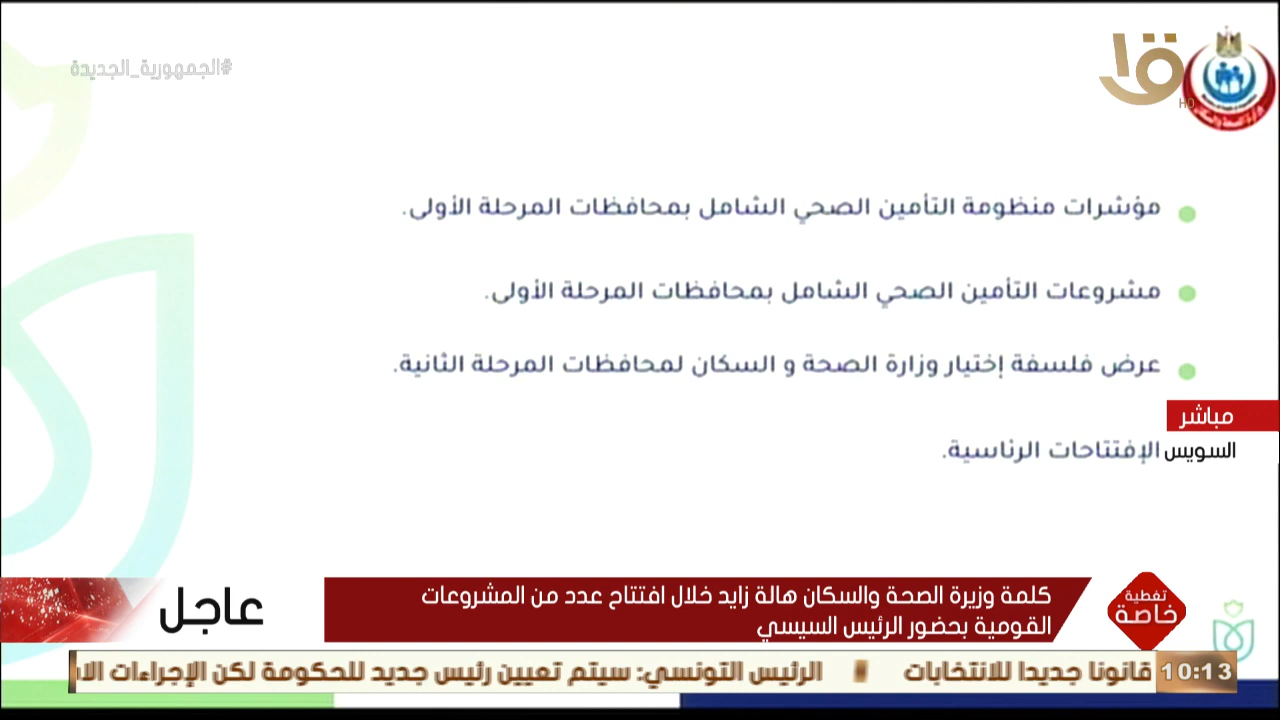 #الجمهورية_الجديدة
HD
مؤشرات منظومة التأمين الصحي الشامل بمحافظات المرحلة الأولى.
مشروعات التأمين الصحي الشامل بمحافظات المرحلة الأولى.
عرض فلسفة إختيار وزارة الصحة و السكان لمحافظات المرحلة الثانية.
مباشر
السويس
الإفتتاحات الرئاسية.
تغطية
خاصة
كلمة وزيرة الصحة والسكان هالة زايد خلال افتتاح عدد من المشروعات
القومية بحضور الرئيس السيسي
عاجل
10:13
قانونا جديدا للانتخابات
الرئيس التونسي: سيتم تعيين رئيس جديد للحكومة لكن الإجراءات